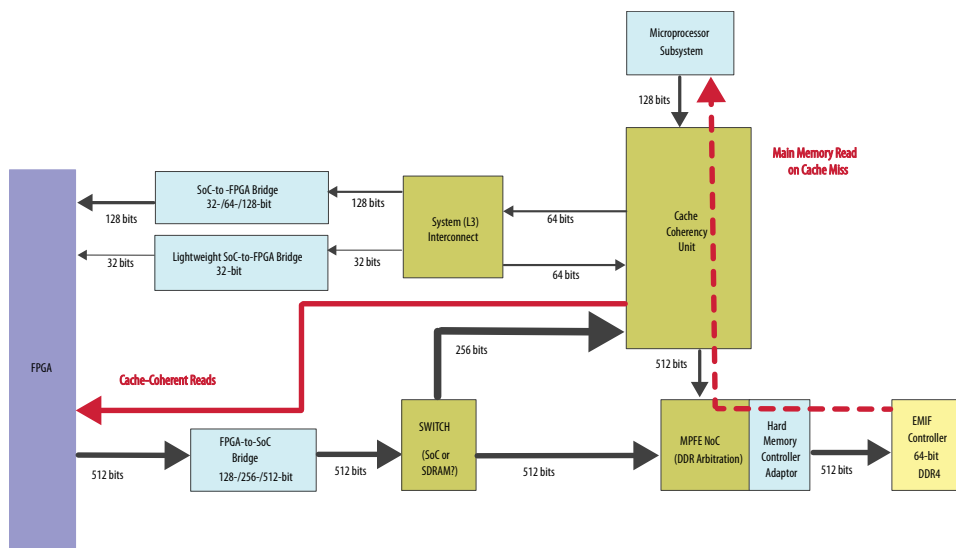 Microprocessor
Subsystem
128 bits
Main Memory Read
on Cache Miss
SoC-to -FPGA Bridge
32-/64-/128-bit
128 bits
128 bits
System (L3)
Interconnect
64 bits
Cache
Coherency
Unit
Lightweight SoC-to-FPGA Bridge
32-bit
32 bits
32 bits
64 bits
256 bits
512 bits
FPGA
Cache-Coherent Reads
FPGA-to-SoC
Bridge
128-/256-/512-bit
512 bits
512 bits
SWITCH
(SoC or
SDRAM?)
512 bits
MPFE NoC
(DDR Arbitration)
Hard
Memory
Controller
Adaptor
512 bits
EMIF
Controller
64-bit
DDR4